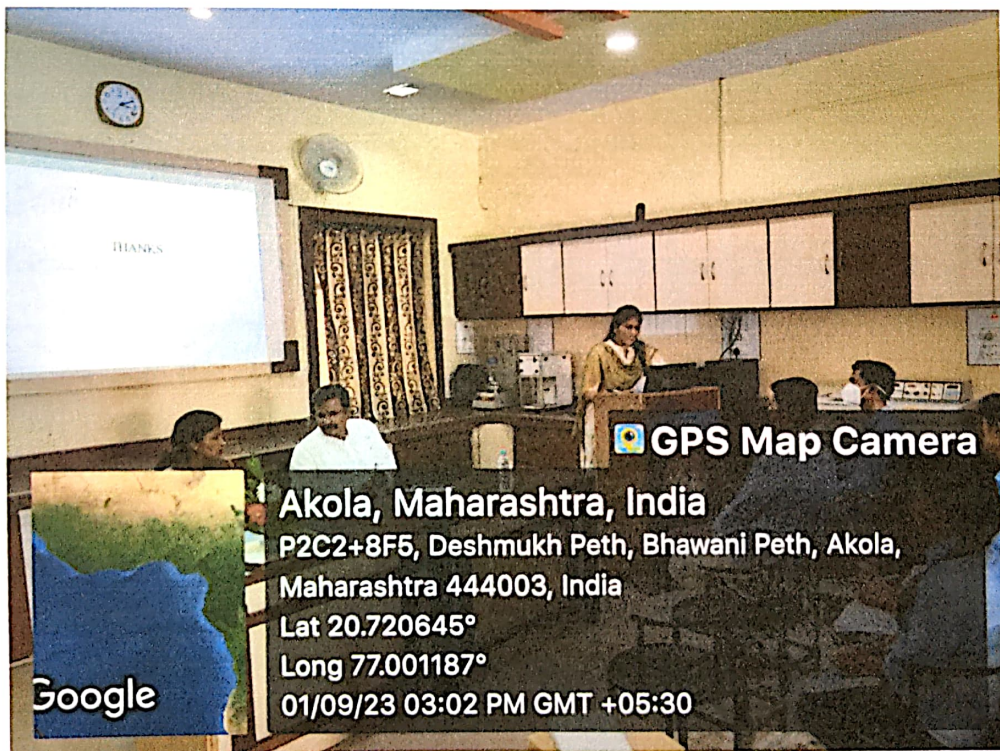 THANKS
GPS Map Camera
Akola, Maharashtra, India
P2C2+8F5, Deshmukh Peth, Bhawani Peth, Akola,
Maharashtra 444003, India
Lat 20.720645°
Long 77.001187°
01/09/23 03:02 PM GMT +05:30
Google